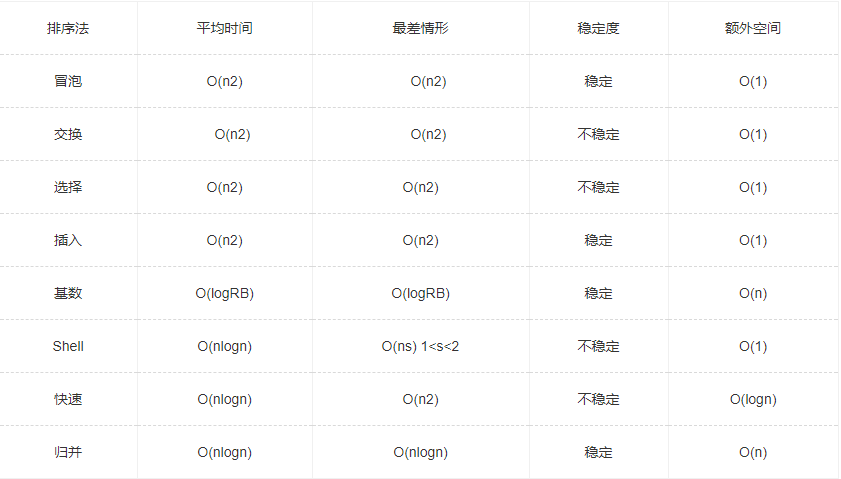 排序法 平均时间 最差情形 稳定度 额外空间
冒泡 O(n2) O(n2) 稳定 O(1)
交换 O(n2) O(n2) 不稳定 O(1)
选择 O(n2) O(n2) 不稳定 O(1)
插入 O(n2) O(n2) 稳定 O(1)
基数 O(logRB) O(logRB) 稳定 O(n)
Shell O(nlogn) O(ns) 1<s<2 不稳定 O(1)
快速 O(nlogn) O(n2) 不稳定 O(logn)
归并 O(nlogn) O(nlogn) 稳定 O(n)